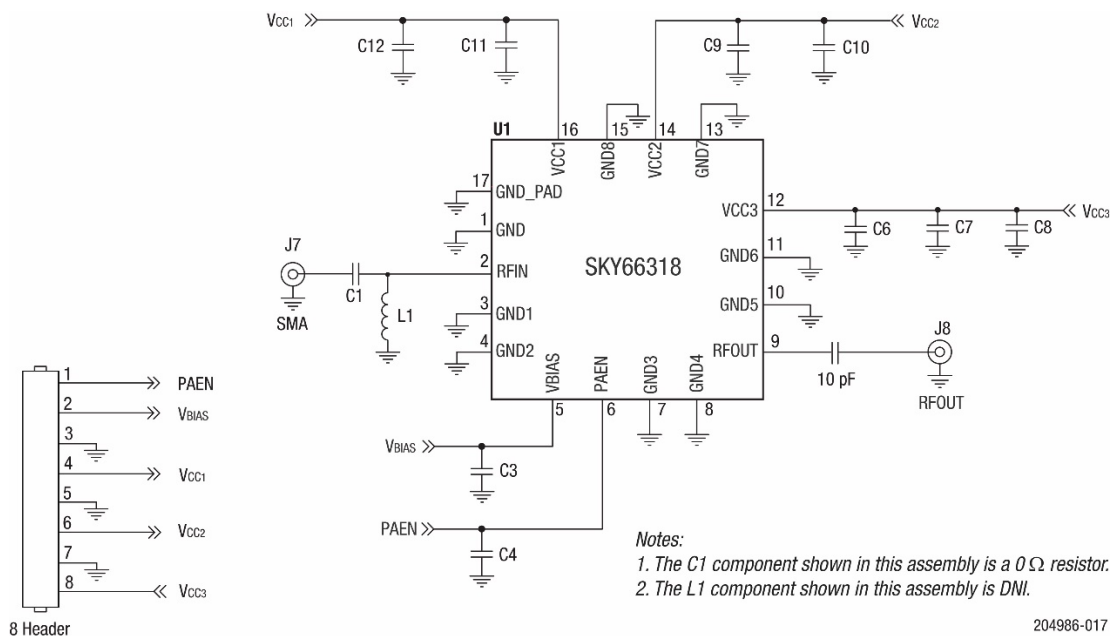 VCC1
C12
C11
C9
C10
VCC2
U1
16
15
14
13
VCC1
GND8
VCC2
GND7
17
GND_PAD
1
GND
2
RFIN
3
GND1
4
GND2
SKY66318
VCC3
12
GND6
11
GND5
10
RFOUT
9
C6
C7
C8
VCC3
J7
SMA
C1
L1
10 pF
J8
RFOUT
VBIAS
PAEN
GND3
GND4
5
6
7
8
VBIAS
C3
PAEN
C4
1
PAEN
2
VBIAS
3
4
VCC1
5
6
VCC2
7
8
VCC3
8 Header
Notes:
1. The C1 component shown in this assembly is a 0 Ω resistor.
2. The L1 component shown in this assembly is DNI.
204986-017